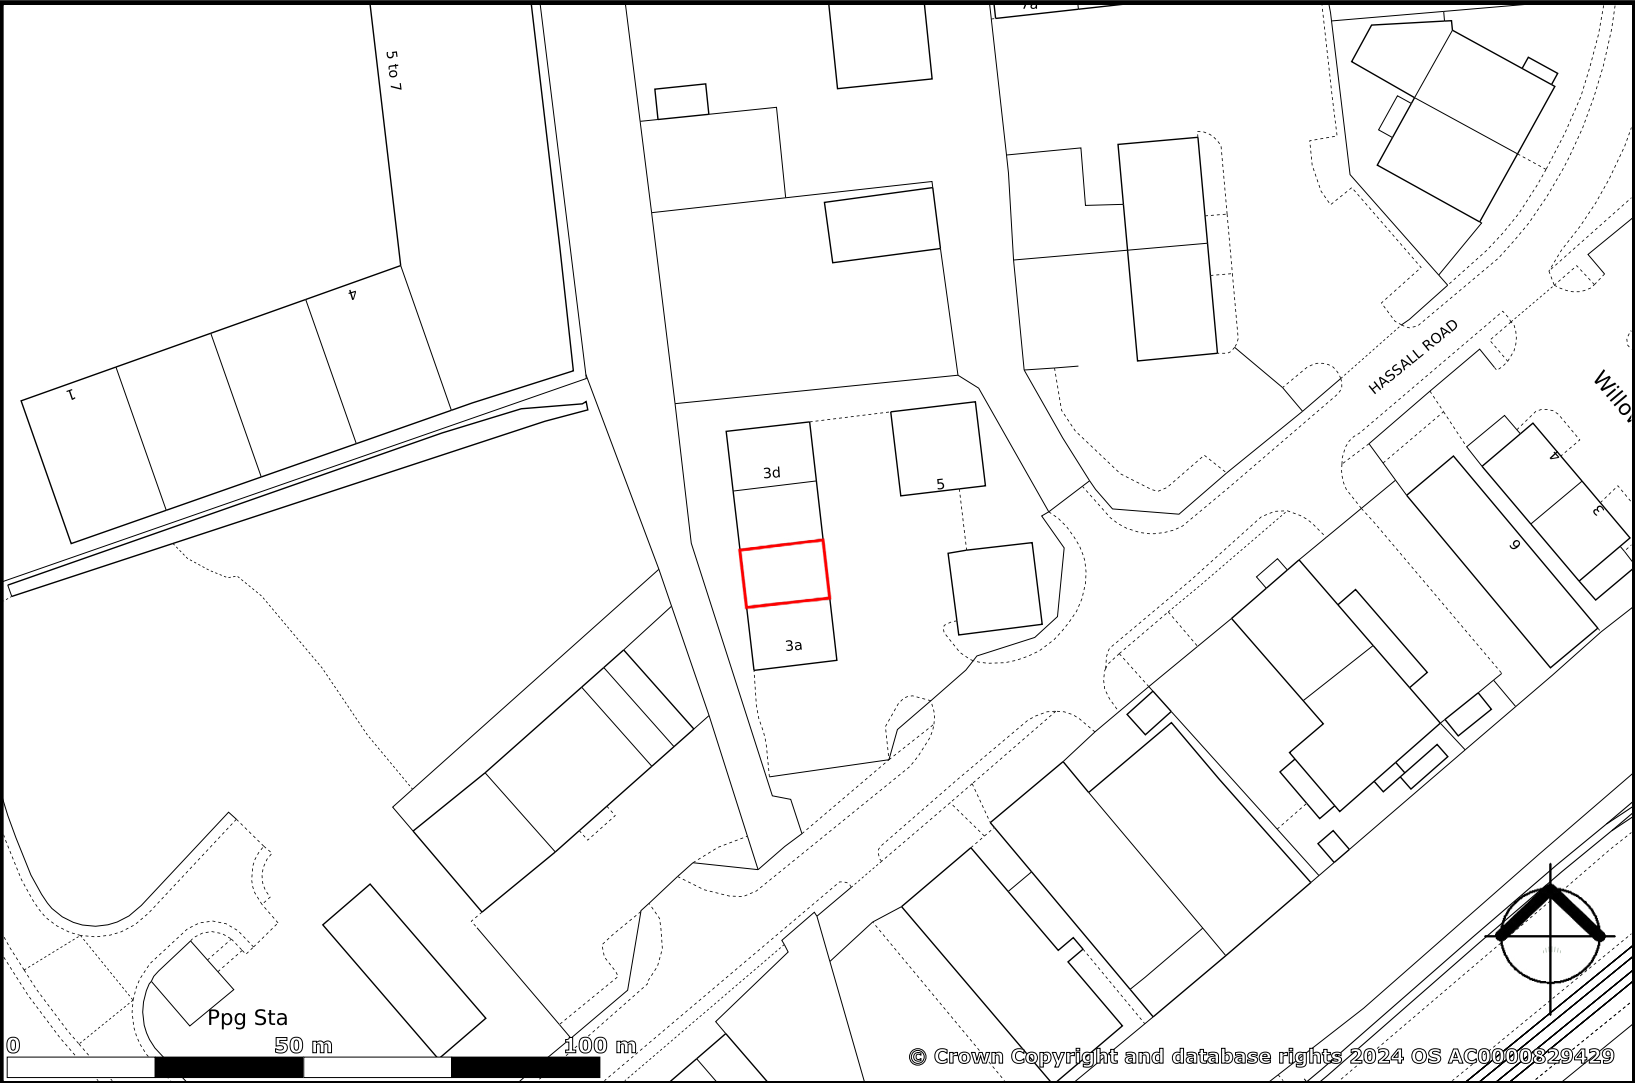 7a
5 to 7
4
1
HASSALL ROAD
Willow
3d
5
4
3
9
3a
Ppg Sta
0 50 m 100 m
© Crown Copyright and database rights 2024 OS AC0000829429